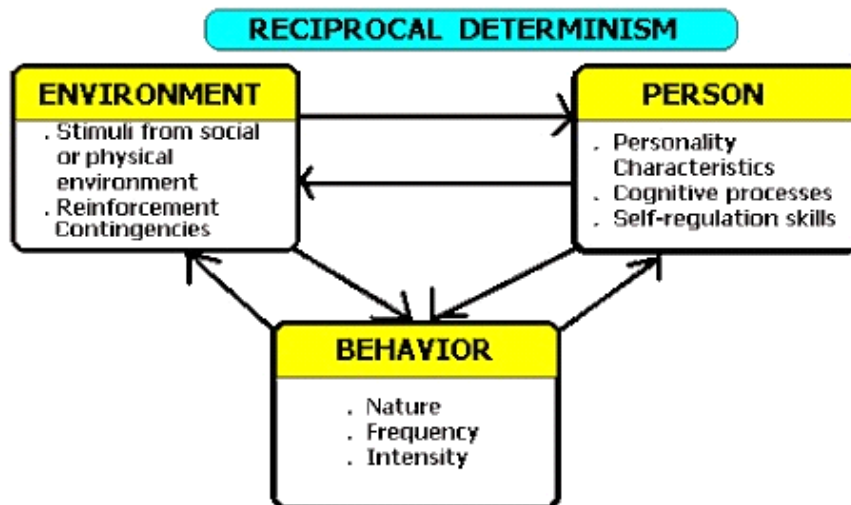 RECIPROCAL DETERMINISM
ENVIRONMENT
. Stimuli from social
or physical
environment
. Reinforcement
Contingencies
PERSON
. Personality
Characteristics
. Cognitive processes
. Self-regulation skills
BEHAVIOR
. Nature
. Frequency
. Intensity